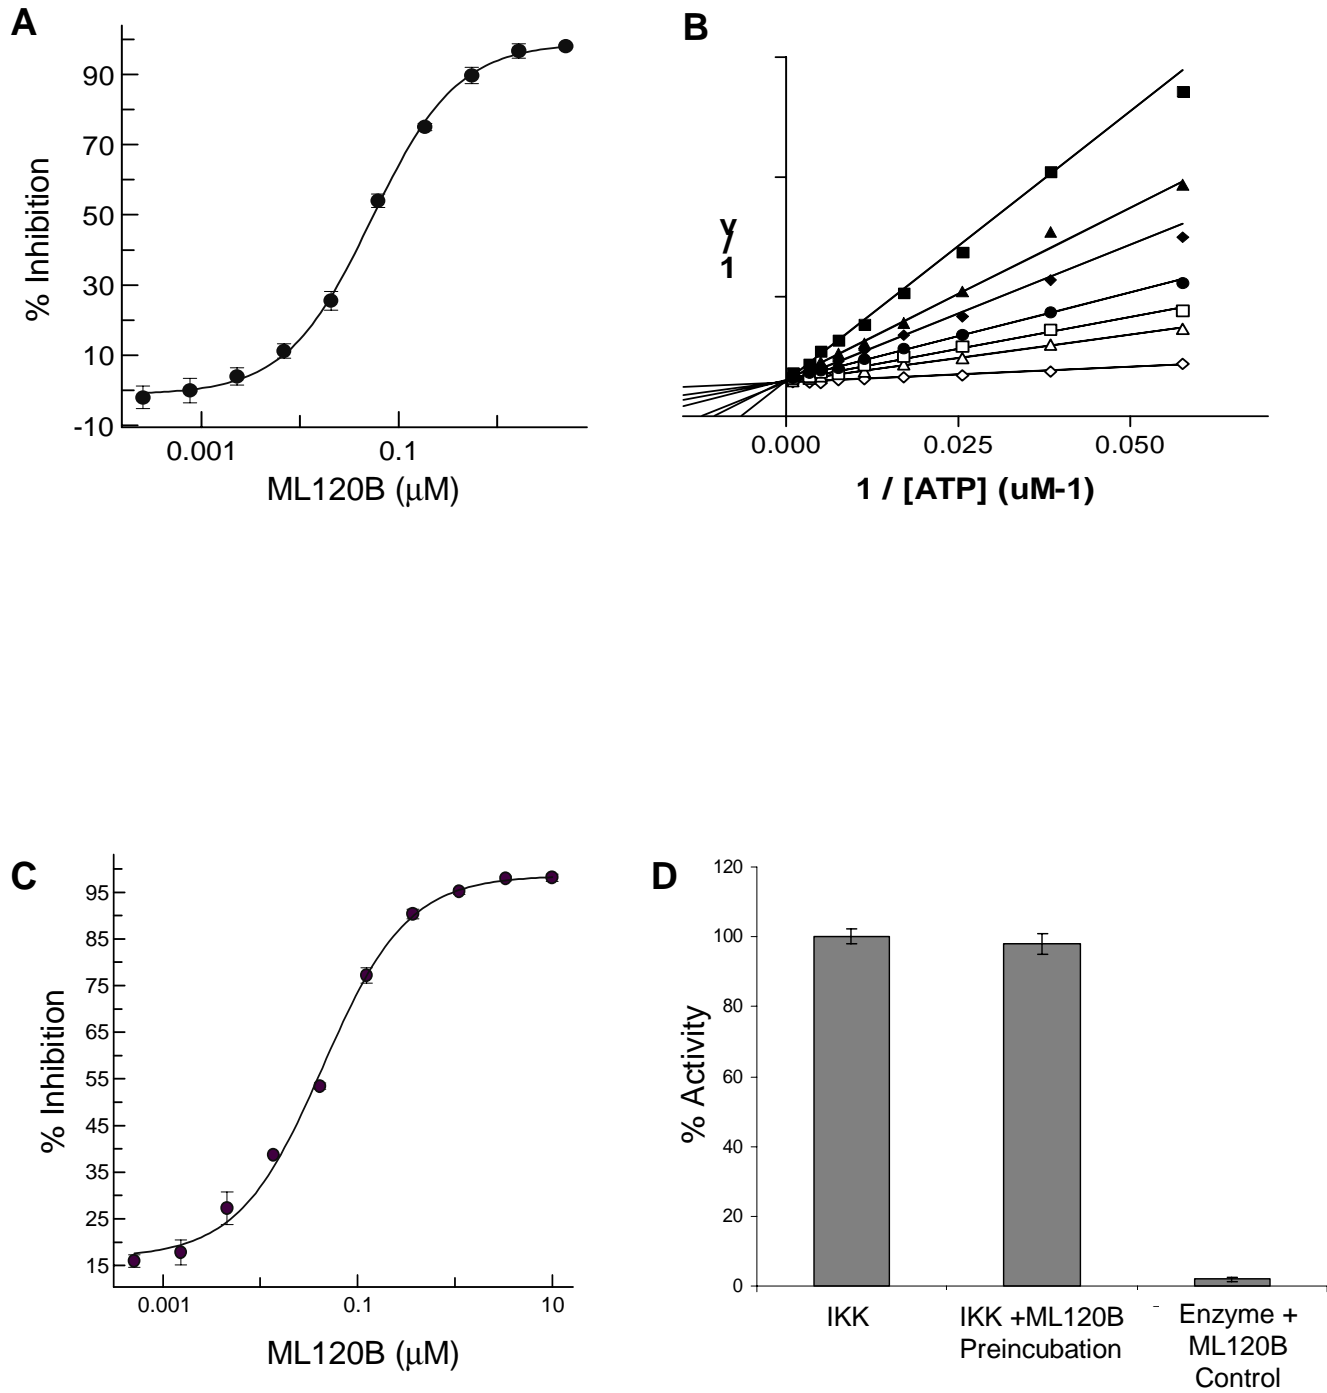 A
% Inhibition
90
70
50
30
10
-10
0.001 0.1
ML120B (μM)
B
1/v
0.000 0.025 0.050
1 / [ATP] (uM-1)
C
% Inhibition
95
85
75
65
55
45
35
25
15
0.001 0.1 10
ML120B (μM)
D
% Activity
120
100
80
60
40
20
0
IKK
IKK +ML120B
Preincubation
Enzyme +
ML120B
Control